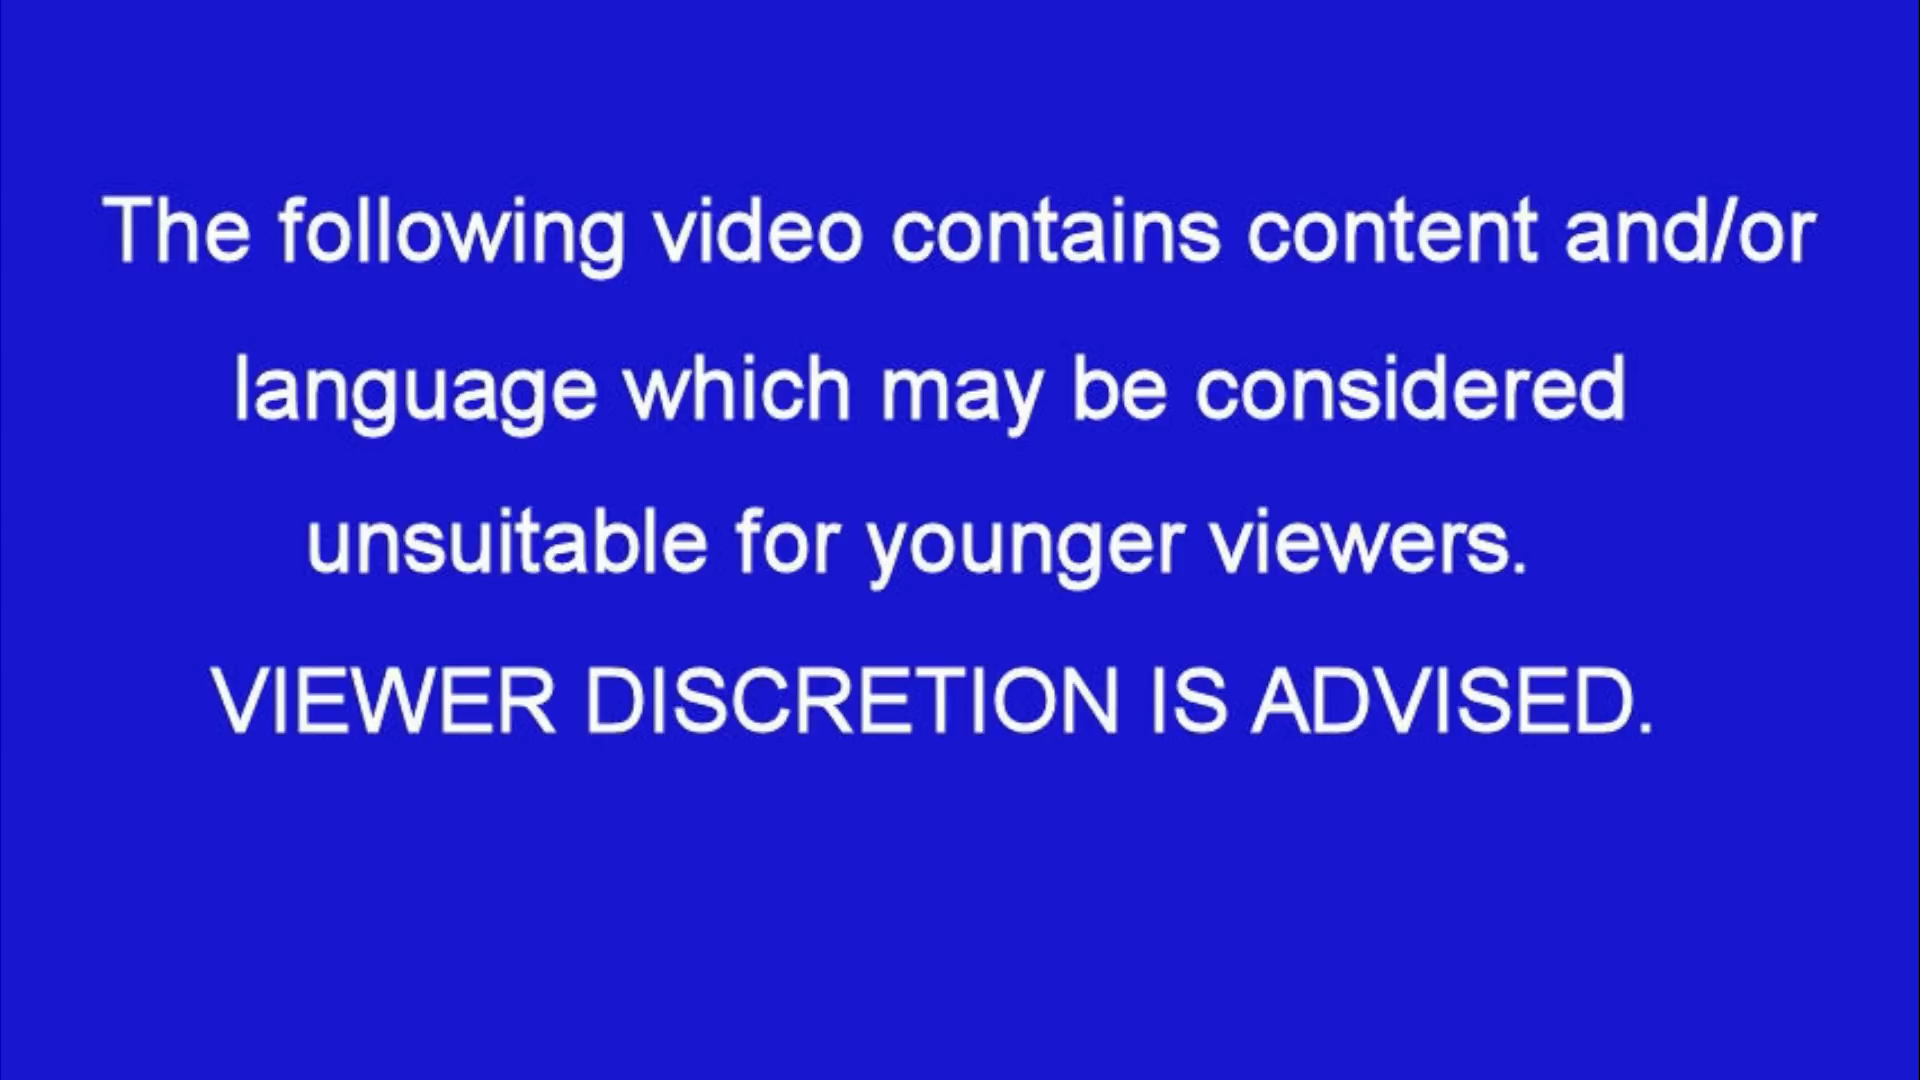 The following video contains content and/or
language which may be considered
unsuitable for younger viewers.
VIEWER DISCRETION IS ADVISED.